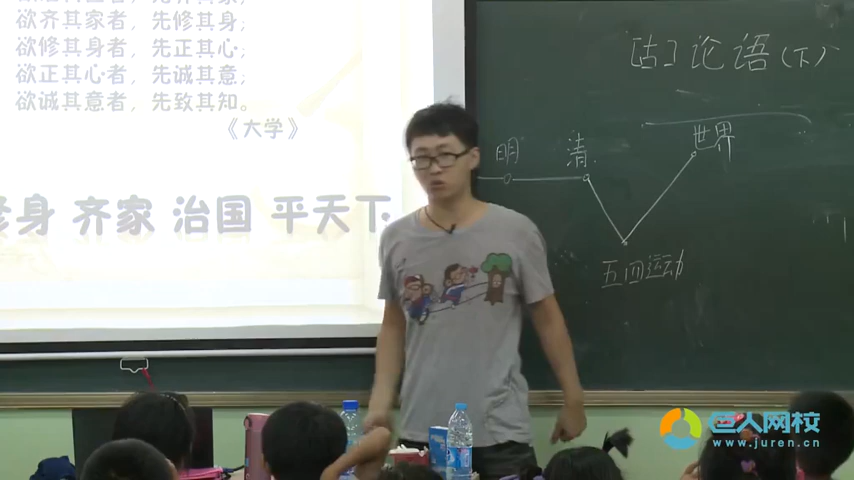 欲齐其家者，先修其身；
欲修其身者，先正其心；
欲正其心者，先诚其意；
欲诚其意者，先致其知。
《大学》
修身 齐家 治国 平天下
[古]论语(下)
明 清 世界
五四运动
巨人网校
www.juren.cn